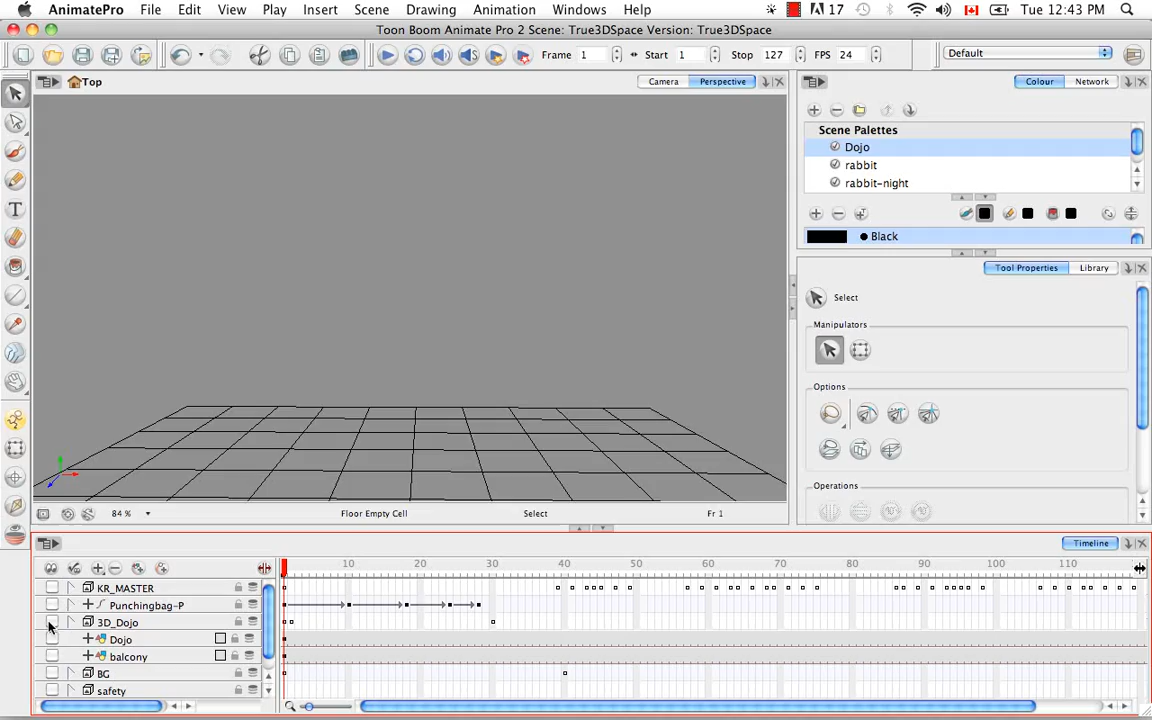 AnimatePro File Edit View Play Insert Scene Drawing Animation Windows Help 17 Tue 12:43 PM
Toon Boom Animate Pro 2 Scene: True3DSpace Version: True3DSpace
Frame 1 Start 1 Stop 127 FPS 24 Default
Top Camera Perspective
Colour Network
Scene Palettes
Dojo
rabbit
rabbit-night
Black
Tool Properties Library
Select
Manipulators
Options
Operations
84 % Floor Empty Cell Select Fr 1
Timeline
10 20 30 40 50 60 70 80 90 100 110
KR_MASTER
Punchingbag-P
3D_Dojo
Dojo
balcony
BG
safety